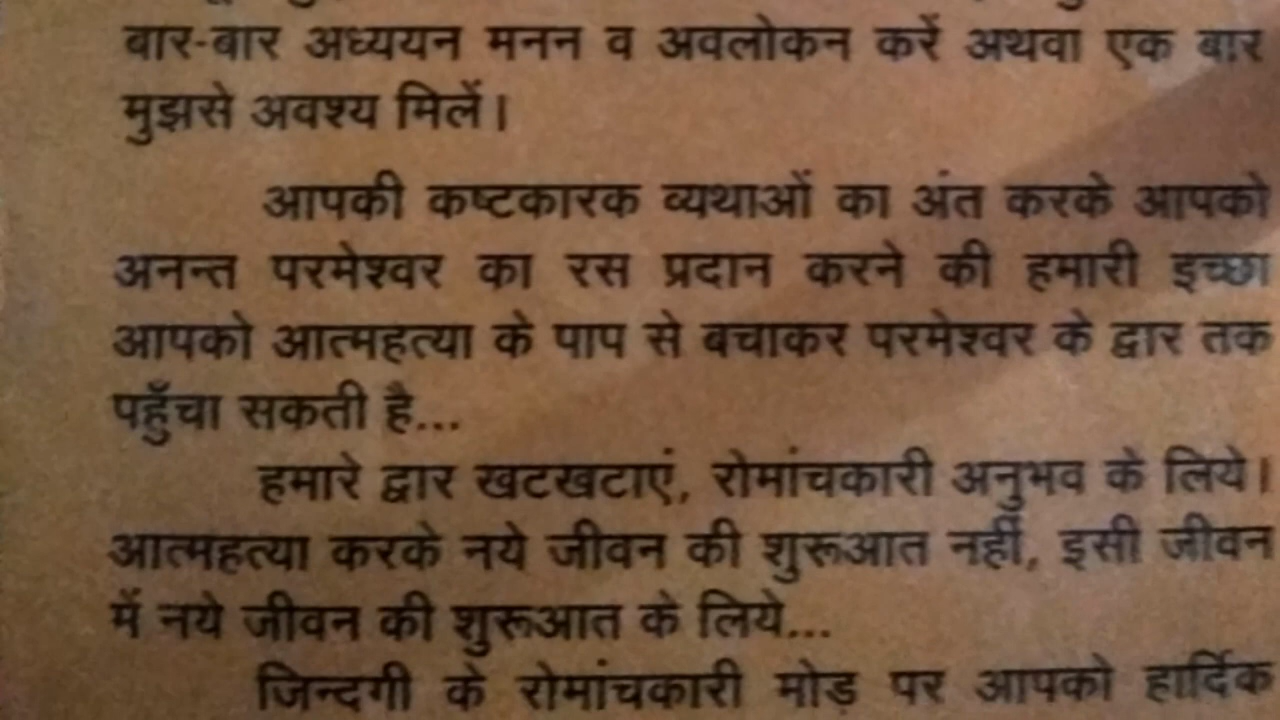 बार-बार अध्ययन मनन व अवलोकन करें अथवा एक बार
मुझसे अवश्य मिलें।
आपकी कष्टकारक व्यथाओं का अंत करके आपको
अनन्त परमेश्वर का रस प्रदान करने की हमारी इच्छा
आपको आत्महत्या के पाप से बचाकर परमेश्वर के द्वार तक
पहुँचा सकती है...
हमारे द्वार खटखटाएं, रोमांचकारी अनुभव के लिये।
आत्महत्या करके नये जीवन की शुरूआत नहीं, इसी जीवन
में नये जीवन की शुरूआत के लिये...
जिन्दगी के रोमांचकारी मोड़ पर आपको हार्दिक